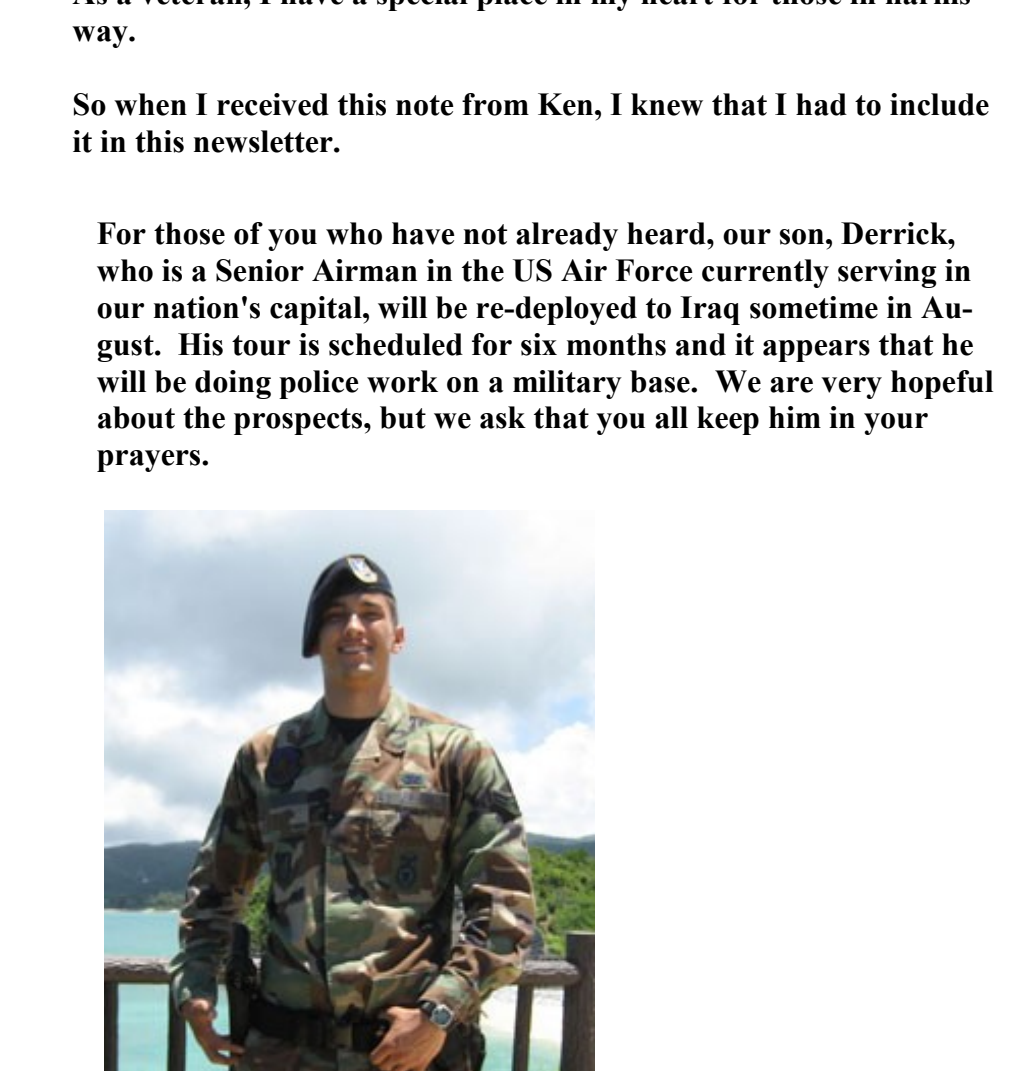 As a veteran, I have a special place in my heart for those in harms
way.
So when I received this note from Ken, I knew that I had to include
it in this newsletter.
For those of you who have not already heard, our son, Derrick,
who is a Senior Airman in the US Air Force currently serving in
our nation's capital, will be re-deployed to Iraq sometime in Au-
gust.  His tour is scheduled for six months and it appears that he
will be doing police work on a military base.  We are very hopeful
about the prospects, but we ask that you all keep him in your
prayers.